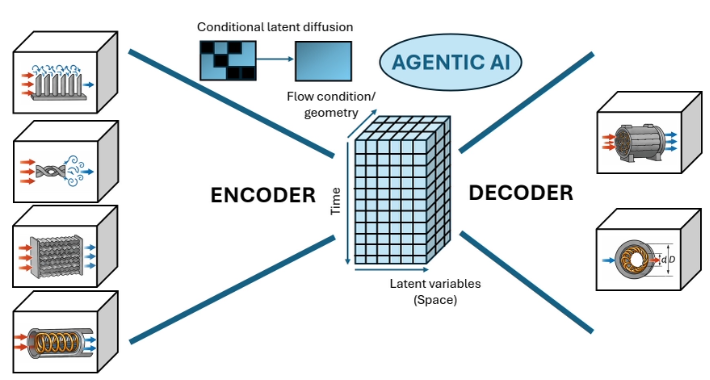 Conditional latent diffusion
AGENTIC AI
Flow condition/
geometry
ENCODER
Time
DECODER
Latent variables
(Space)
d D